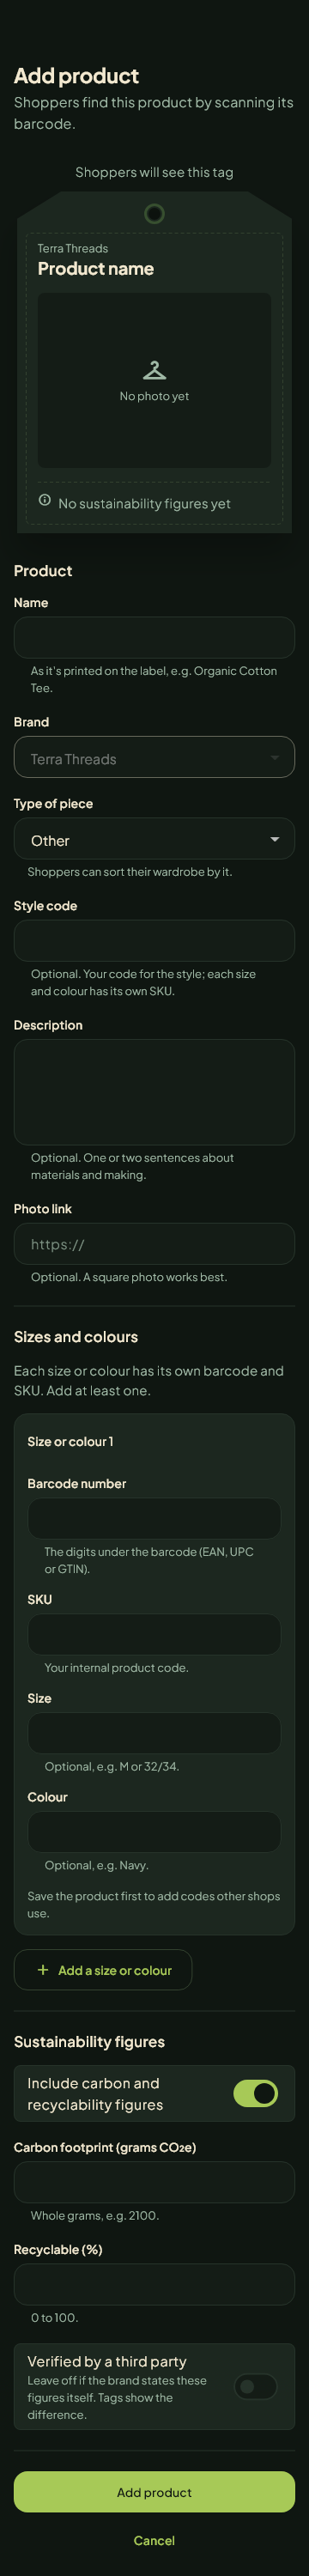 Add product
Shoppers find this product by scanning its
barcode.
Shoppers will see this tag
Terra Threads
Product name
No photo yet
No sustainability figures yet
Product
Name
As it's printed on the label, e.g. Organic Cotton
Tee.
Brand
Terra Threads
Type of piece
Other
Shoppers can sort their wardrobe by it.
Style code
Optional. Your code for the style; each size
and colour has its own SKU.
Description
Optional. One or two sentences about
materials and making.
Photo link
https://
Optional. A square photo works best.
Sizes and colours
Each size or colour has its own barcode and
SKU. Add at least one.
Size or colour 1
Barcode number
The digits under the barcode (EAN, UPC
or GTIN).
SKU
Your internal product code.
Size
Optional, e.g. M or 32/34.
Colour
Optional, e.g. Navy.
Save the product first to add codes other shops
use.
Add a size or colour
Sustainability figures
Include carbon and
recyclability figures
Carbon footprint (grams CO₂e)
Whole grams, e.g. 2100.
Recyclable (%)
0 to 100.
Verified by a third party
Leave off if the brand states these
figures itself. Tags show the
difference.
Add product
Cancel